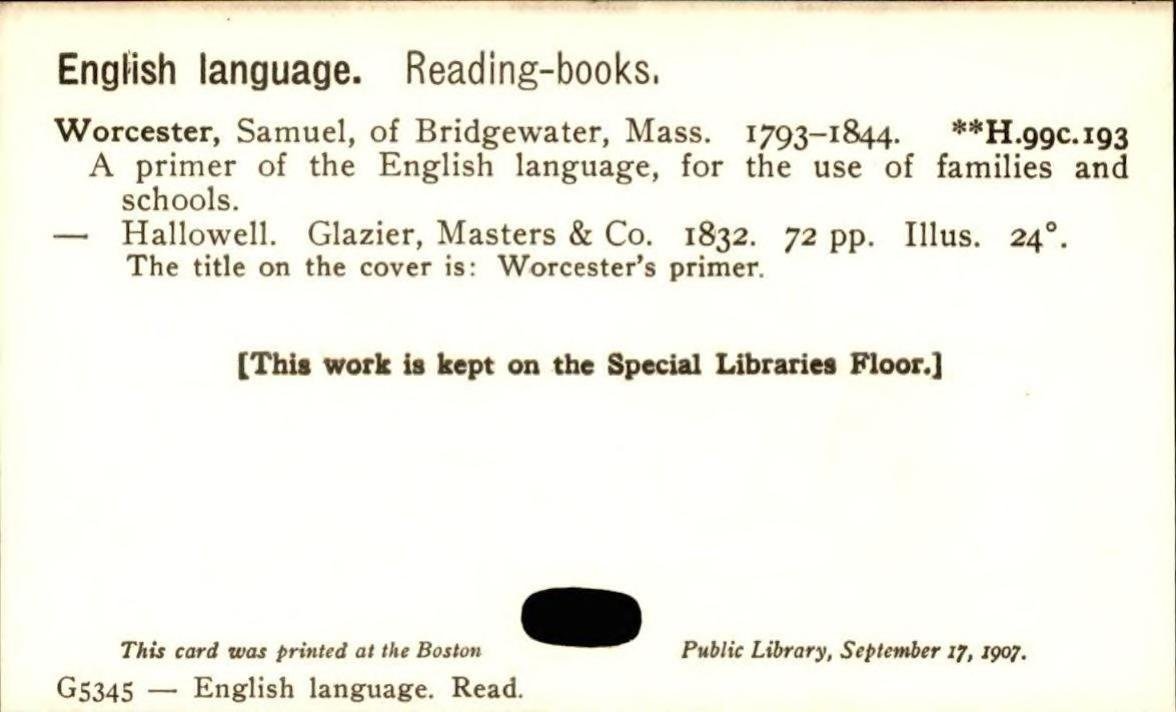 English language. Reading-books.
Worcester, Samuel, of Bridgewater, Mass. 1793–1844. **H.99c.193
A primer of the English language, for the use of families and
schools.
— Hallowell. Glazier, Masters & Co. 1832. 72 pp. Illus. 24°.
The title on the cover is: Worcester's primer.
[This work is kept on the Special Libraries Floor.]
This card was printed at the Boston Public Library, September 17, 1907.
G5345 — English language. Read.